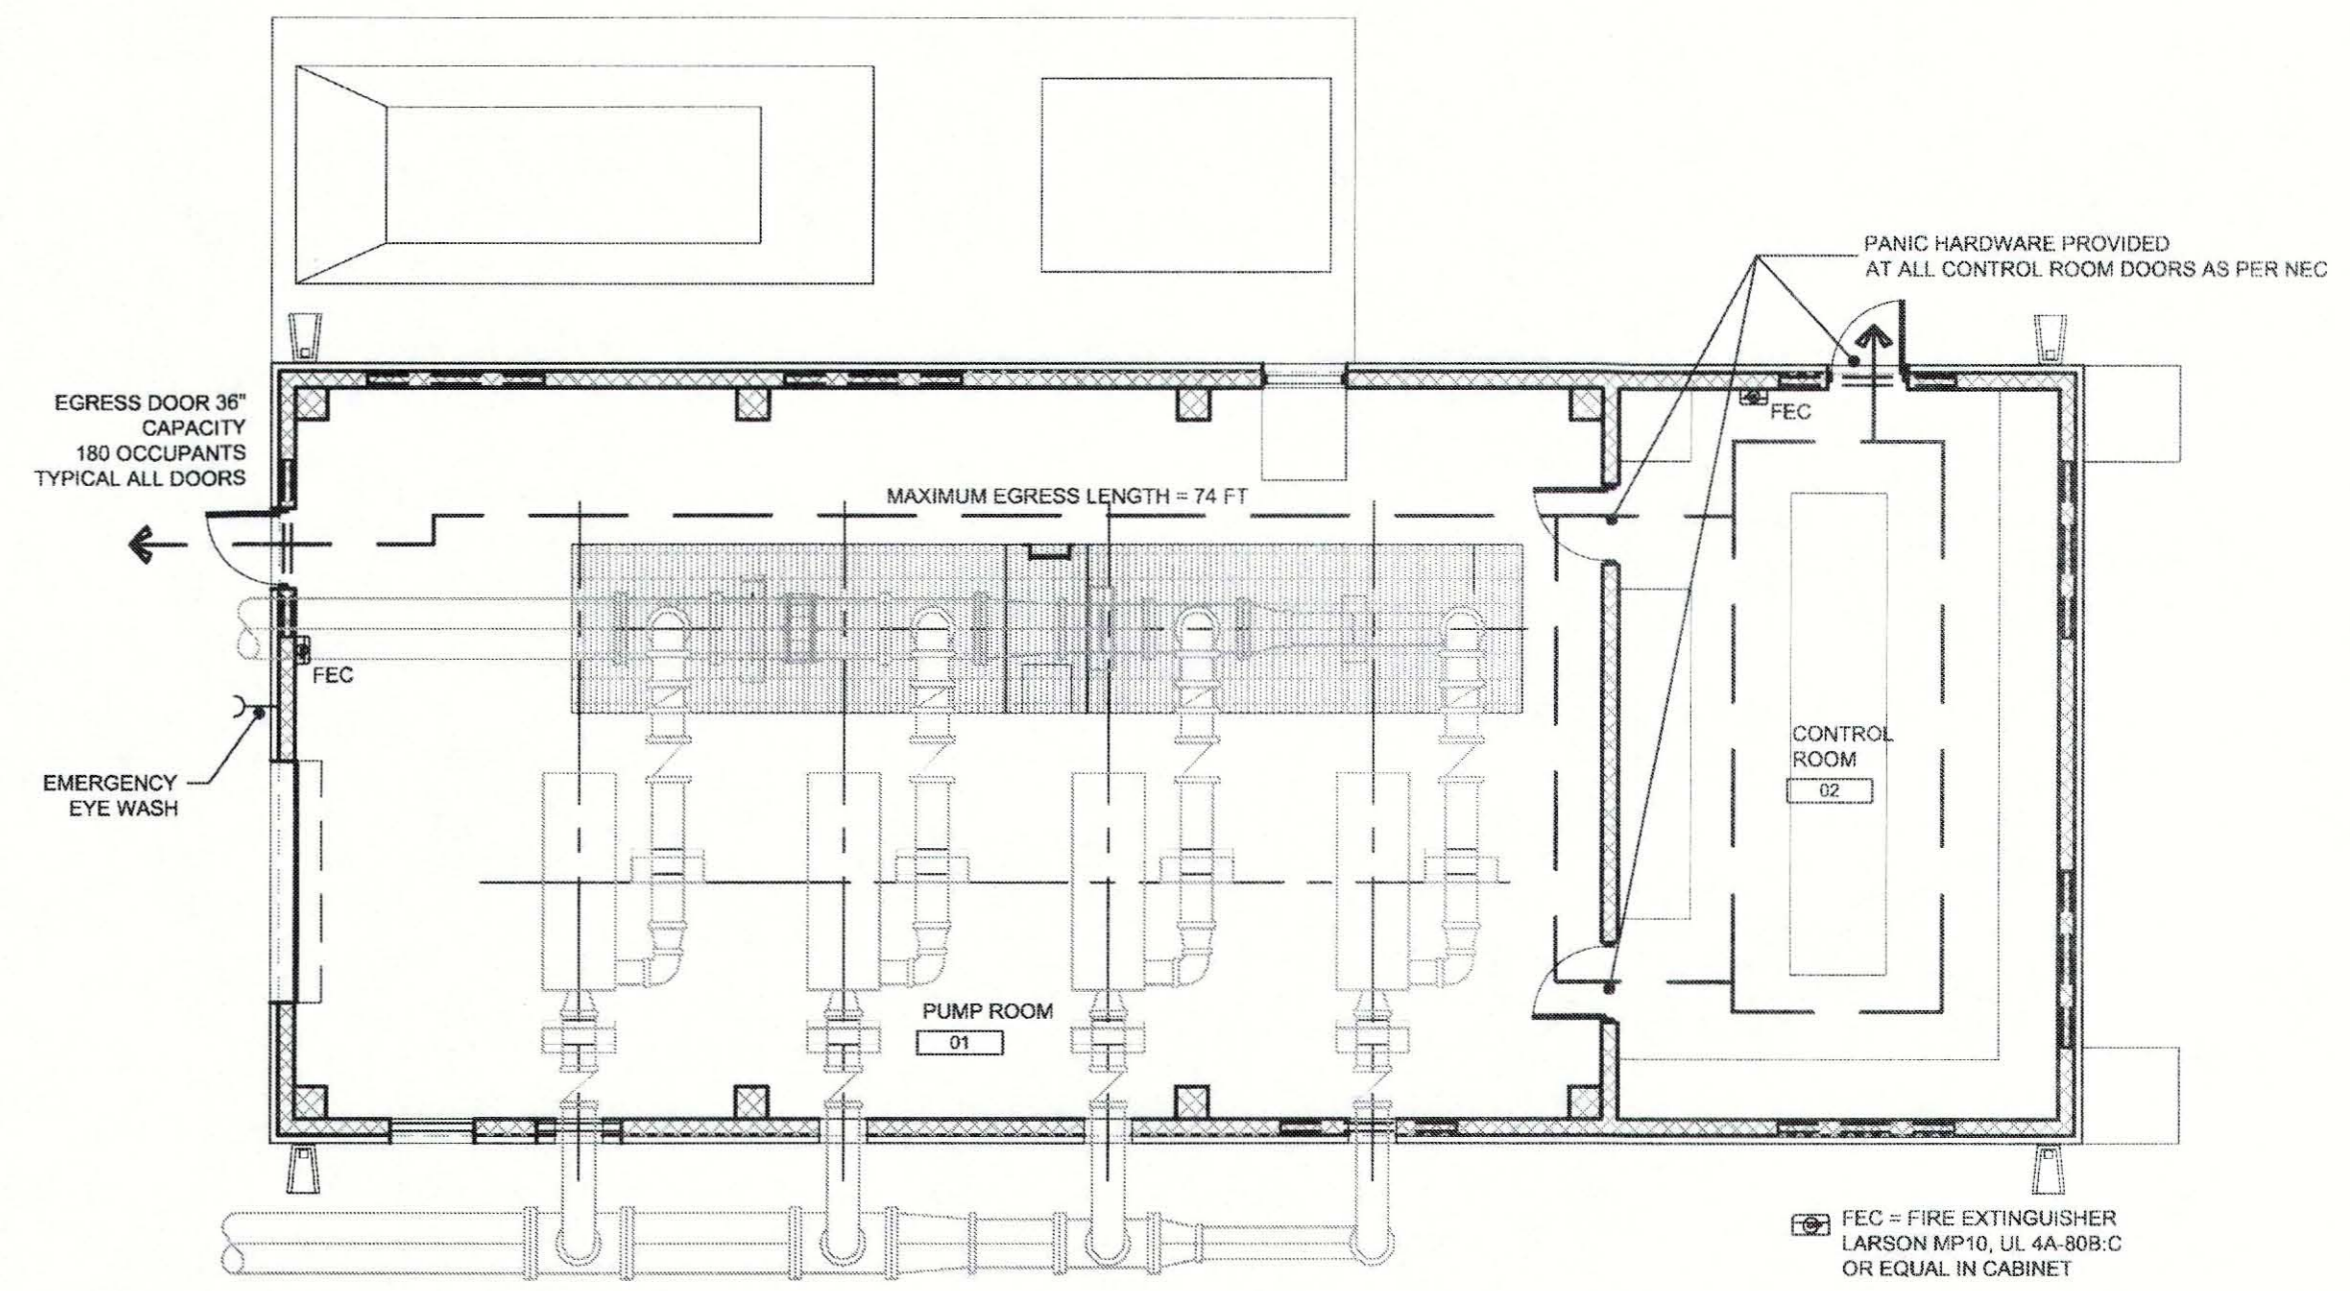 PANIC HARDWARE PROVIDED
AT ALL CONTROL ROOM DOORS AS PER NEC
EGRESS DOOR 36"
CAPACITY
180 OCCUPANTS
TYPICAL ALL DOORS
FEC
MAXIMUM EGRESS LENGTH = 74 FT
FEC
EMERGENCY
EYE WASH
CONTROL
ROOM
02
PUMP ROOM
01
FEC = FIRE EXTINGUISHER
LARSON MP10, UL 4A-80B:C
OR EQUAL IN CABINET